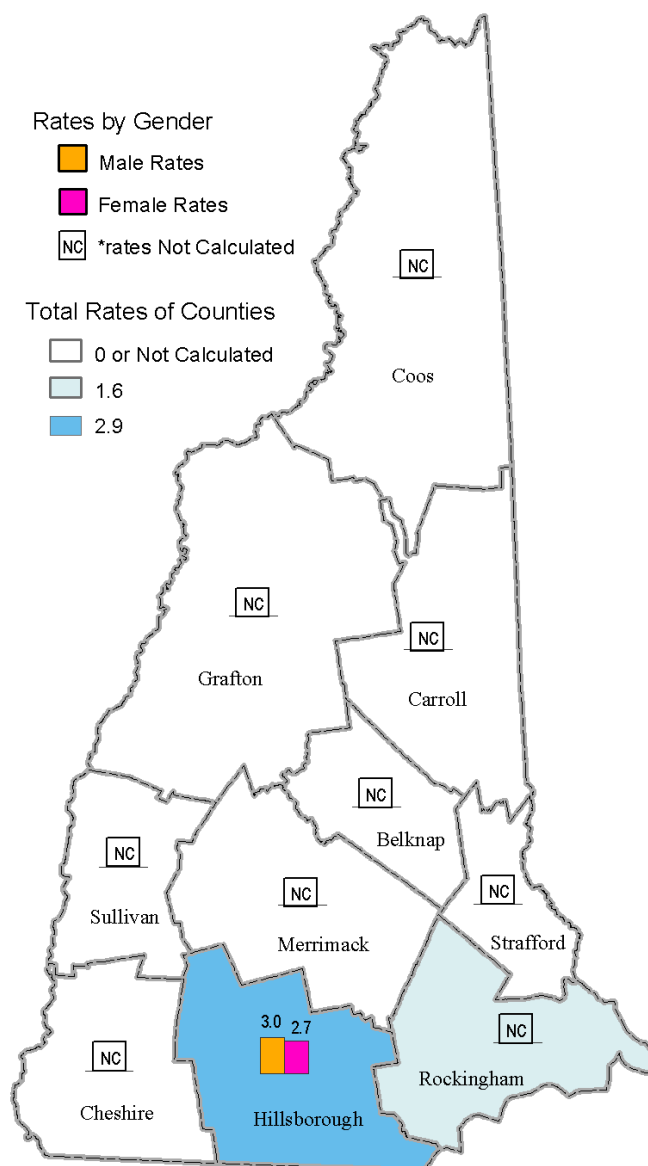 Rates by Gender
Male Rates
Female Rates
NC *rates Not Calculated
Total Rates of Counties
0 or Not Calculated
1.6
2.9
NC
Coos
NC
Grafton
NC
Carroll
NC
Belknap
NC
Sullivan
NC
Merrimack
NC
Strafford
NC
Cheshire
3.0 2.7
Hillsborough
NC
Rockingham